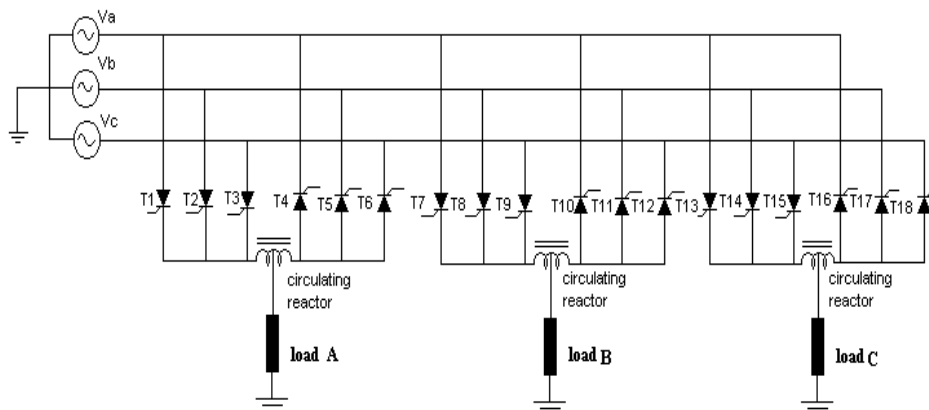 Va
Vb
Vc
T1 T2 T3 T4 T5 T6 T7 T8 T9 T10 T11 T12 T13 T14 T15 T16 T17 T18
circulating
reactor
circulating
reactor
circulating
reactor
load A
load B
load C